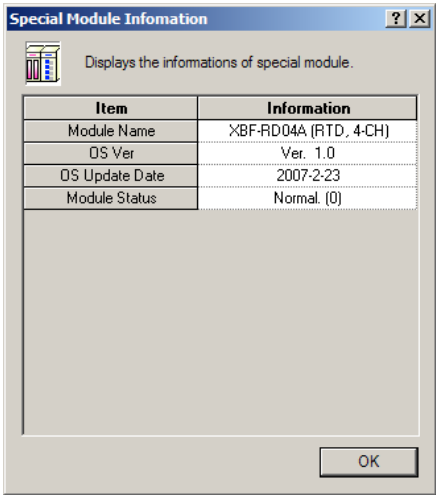 Special Module Infomation
Displays the informations of special module.
Item Information
Module Name XBF-RD04A (RTD, 4-CH)
OS Ver Ver. 1.0
OS Update Date 2007-2-23
Module Status Normal. (0)
OK